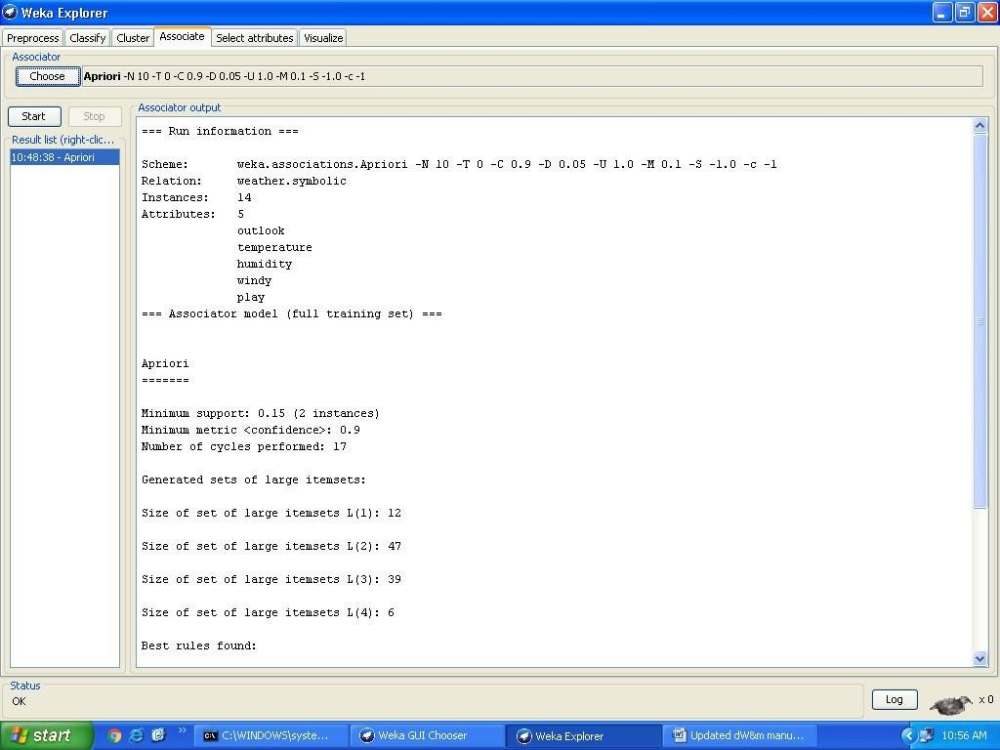 Weka Explorer
Preprocess Classify Cluster Associate Select attributes Visualize
Associator
Choose Apriori -N 10 -T 0 -C 0.9 -D 0.05 -U 1.0 -M 0.1 -S -1.0 -c -1
Start Stop
Result list (right-clic...
10:48:38 - Apriori
Associator output
=== Run information ===
Scheme: weka.associations.Apriori -N 10 -T 0 -C 0.9 -D 0.05 -U 1.0 -M 0.1 -S -1.0 -c -1
Relation: weather.symbolic
Instances: 14
Attributes: 5
outlook
temperature
humidity
windy
play
=== Associator model (full training set) ===
Apriori
=======
Minimum support: 0.15 (2 instances)
Minimum metric <confidence>: 0.9
Number of cycles performed: 17
Generated sets of large itemsets:
Size of set of large itemsets L(1): 12
Size of set of large itemsets L(2): 47
Size of set of large itemsets L(3): 39
Size of set of large itemsets L(4): 6
Best rules found:
Status
OK
Log x 0
start C:\WINDOWS\syste... Weka GUI Chooser Weka Explorer Updated dW&m manu... 10:56 AM